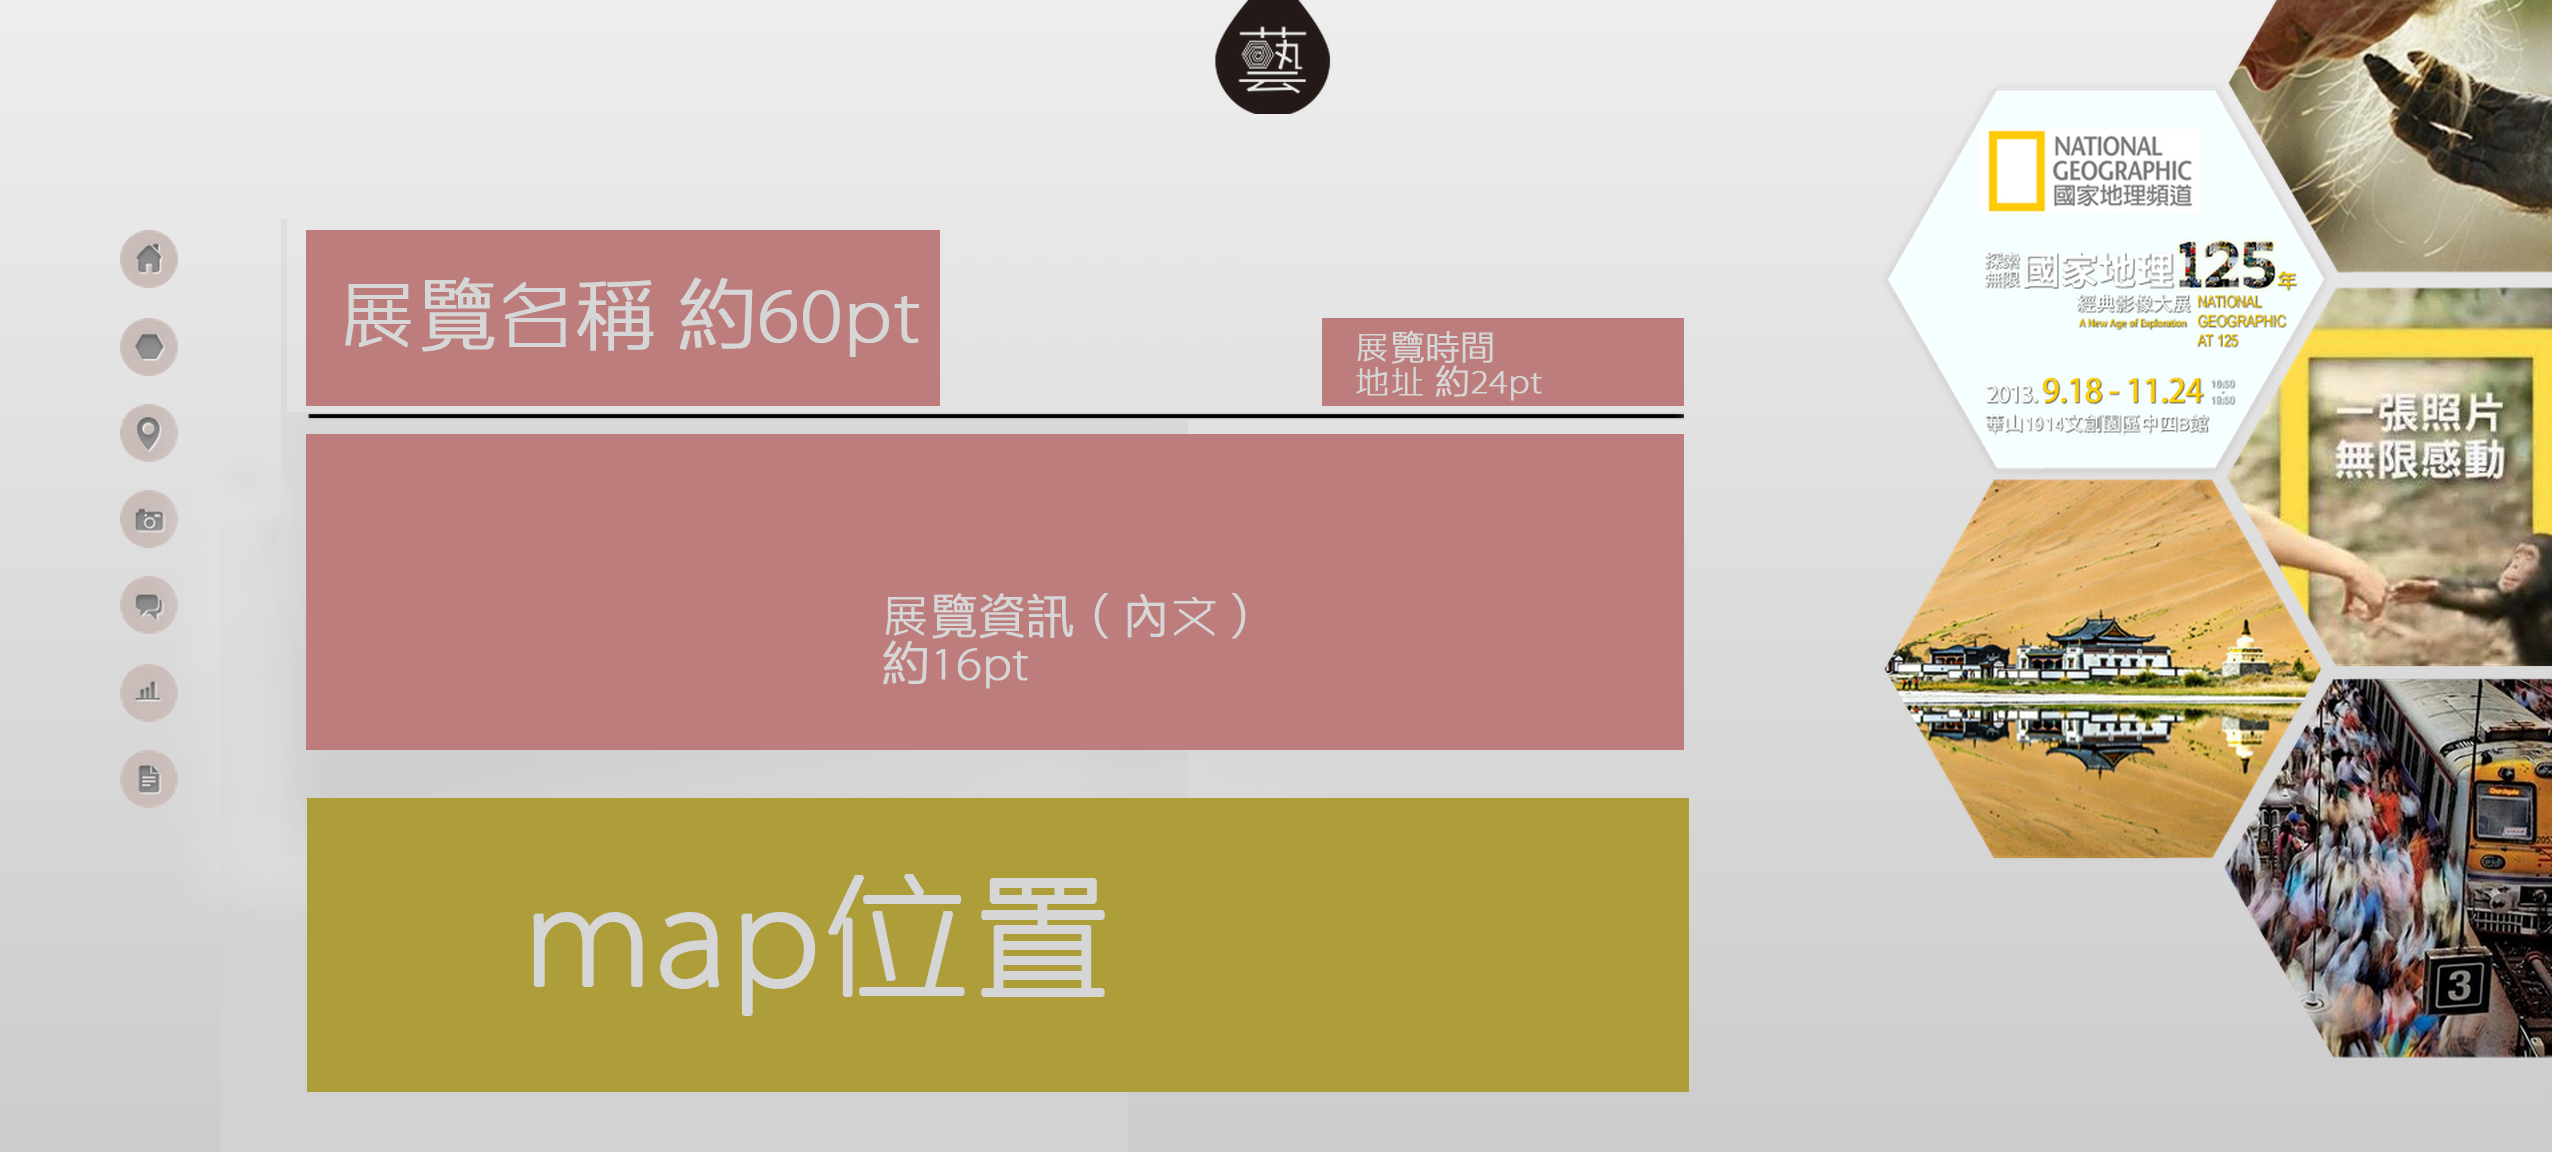 藝
展覽名稱 約60pt
展覽時間
地址 約24pt
展覽資訊（內文）
約16pt
map位置
NATIONAL
GEOGRAPHIC
國家地理頻道
探索
無限
國家地理125年
經典影像大展
A New Age of Exploration
NATIONAL
GEOGRAPHIC
AT 125
2013. 9.18 - 11.24
10:00
18:00
華山1914文創園區中四B館
一張照片
無限感動
Churchgate
3